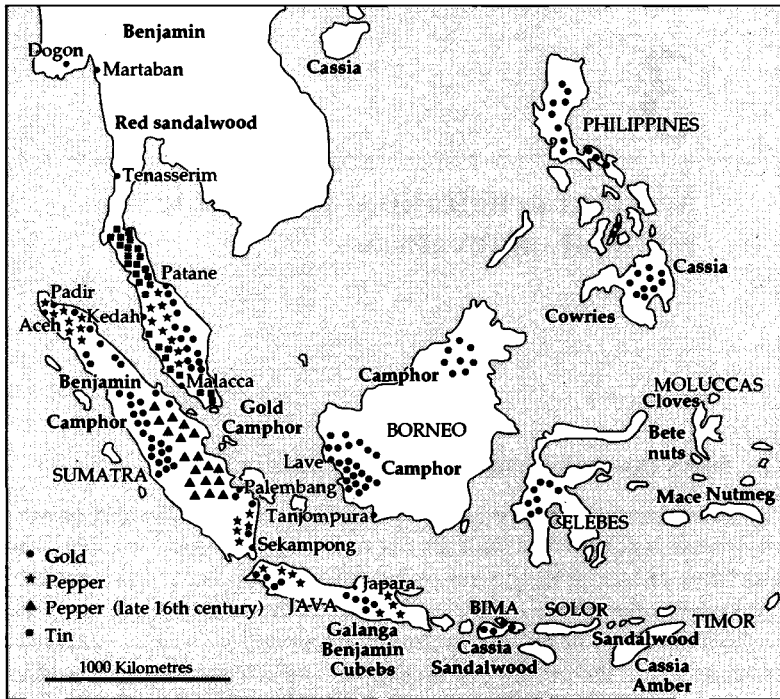 Benjamin
Dogon
Martaban
Cassia
Red sandalwood
PHILIPPINES
Tenasserim
Patane
Cassia
Padir
Aceh
Kedah
Cowries
Benjamin
Malacca
Camphor
MOLUCCAS
Cloves
Gold
Camphor
Camphor
BORNEO
Bete
nuts
Lave
Camphor
SUMATRA
Palembang
Mace
Nutmeg
Tanjompurat
CELEBES
Sekampong
Gold
Pepper
Pepper (late 16th century)
Tin
Japara
JAVA
BIMA
SOLOR
TIMOR
Galanga
Benjamin
Cubebs
Cassia
Sandalwood
Sandalwood
Cassia
Amber
1000 Kilometres